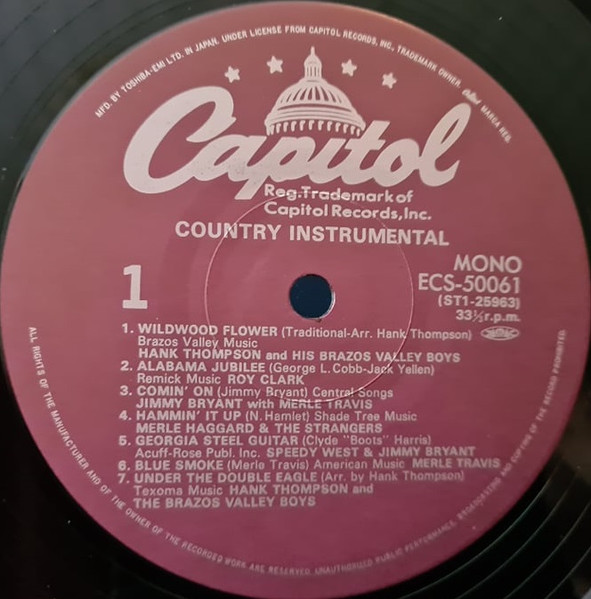 MFD. BY TOSHIBA-EMI LTD. IN JAPAN. UNDER LICENSE FROM CAPITOL RECORDS, INC., TRADEMARK OWNER. Capitol MARCA REG.
Capitol
Reg.Trademark of
Capitol Records,Inc.
COUNTRY INSTRUMENTAL
1
MONO
ECS-50061
(ST1-25963)
33⅓r.p.m.
1. WILDWOOD FLOWER (Traditional-Arr. Hank Thompson)
Brazos Valley Music
HANK THOMPSON and HIS BRAZOS VALLEY BOYS
2. ALABAMA JUBILEE (George L.Cobb-Jack Yellen)
Remick Music ROY CLARK
3. COMIN' ON (Jimmy Bryant) Central Songs
JIMMY BRYANT with MERLE TRAVIS
4. HAMMIN' IT UP (N. Hamlet) Shade Tree Music
MERLE HAGGARD & THE STRANGERS
5. GEORGIA STEEL GUITAR (Clyde "Boots" Harris)
Acuff-Rose Publ. Inc. SPEEDY WEST & JIMMY BRYANT
6. BLUE SMOKE (Merle Travis) American Music MERLE TRAVIS
7. UNDER THE DOUBLE EAGLE (Arr. by Hank Thompson)
Texoma Music HANK THOMPSON and
THE BRAZOS VALLEY BOYS
ALL RIGHTS OF THE MANUFACTURER AND OF THE OWNER OF THE RECORDED WORK ARE RESERVED. UNAUTHORISED PUBLIC PERFORMANCE, BROADCASTING AND COPYING OF THIS RECORD PROHIBITED.